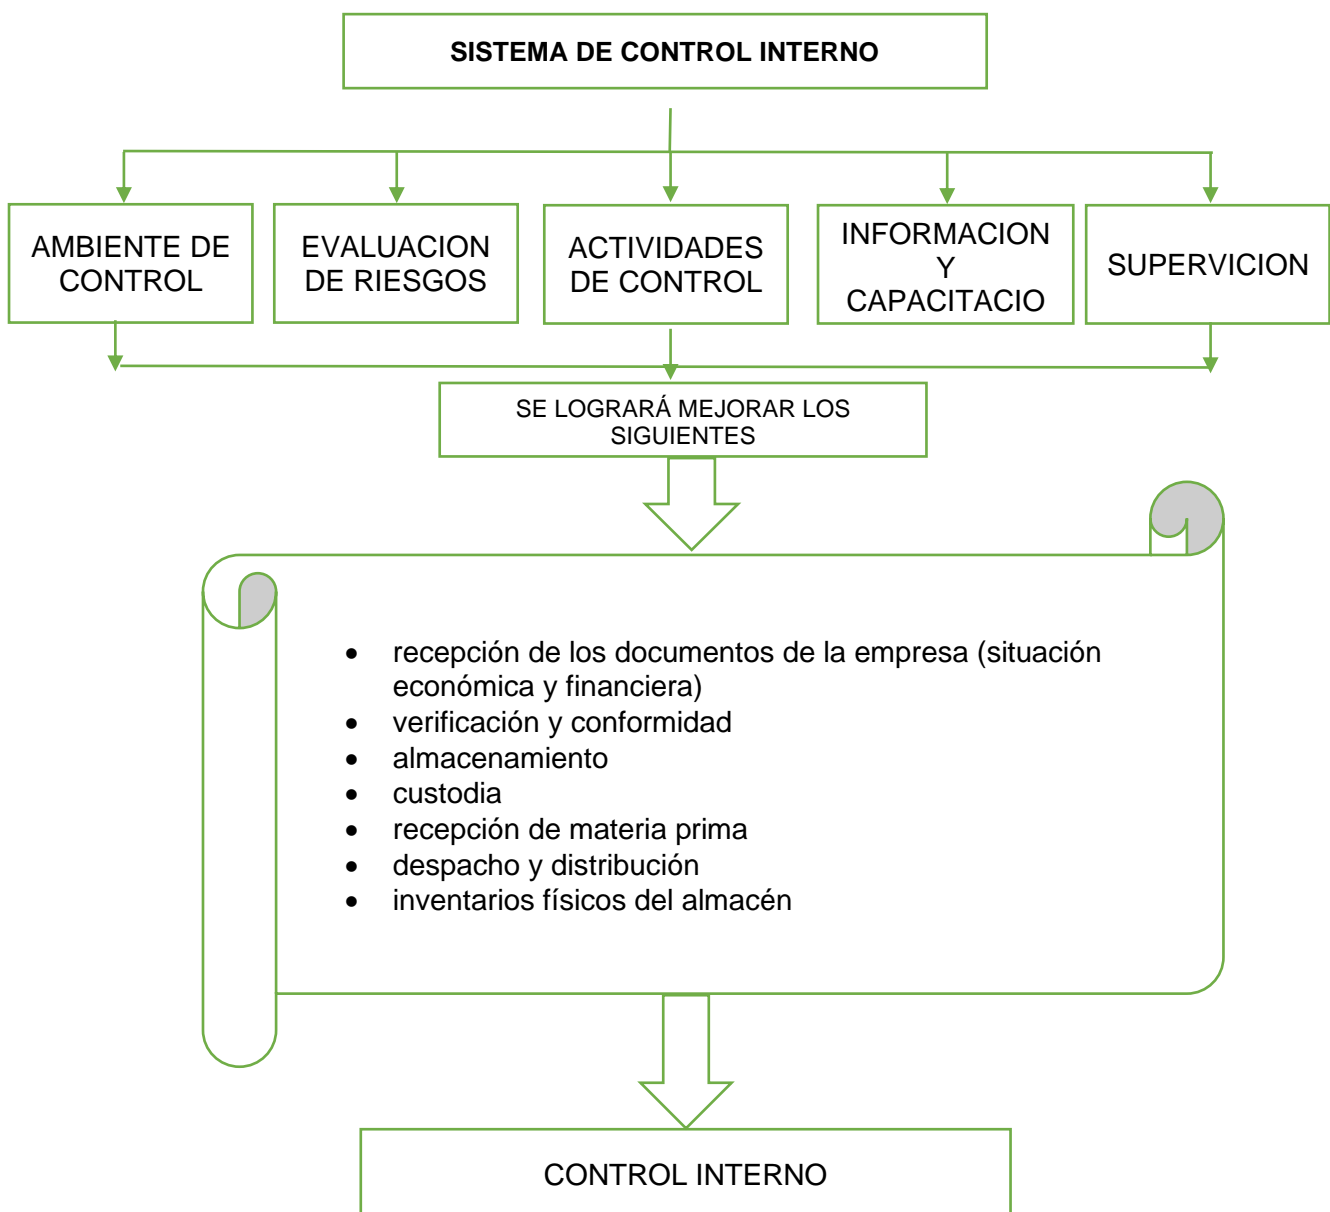 SISTEMA DE CONTROL INTERNO
AMBIENTE DE
CONTROL
EVALUACION
DE RIESGOS
ACTIVIDADES
DE CONTROL
INFORMACION
Y
CAPACITACIO
SUPERVICION
SE LOGRARÁ MEJORAR LOS
SIGUIENTES
• recepción de los documentos de la empresa (situación
económica y financiera)
• verificación y conformidad
• almacenamiento
• custodia
• recepción de materia prima
• despacho y distribución
• inventarios físicos del almacén
CONTROL INTERNO